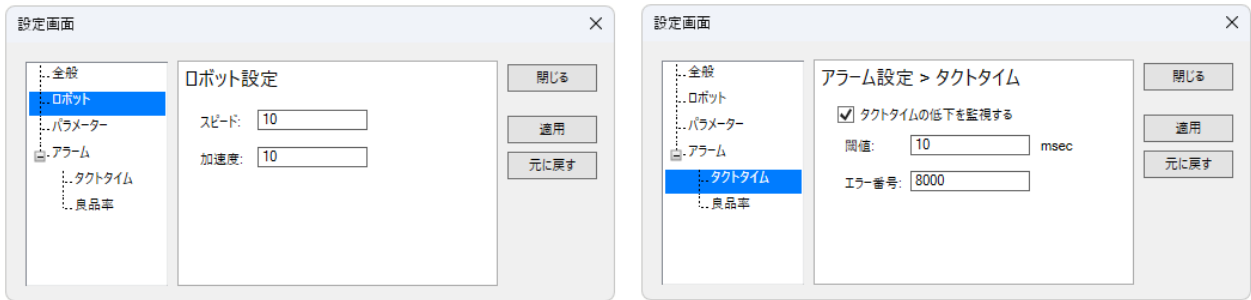 設定画面
全般
ロボット
パラメーター
アラーム
タクトタイム
良品率
ロボット設定
スピード: 10
加速度: 10
閉じる
適用
元に戻す
設定画面
全般
ロボット
パラメーター
アラーム
タクトタイム
良品率
アラーム設定 > タクトタイム
タクトタイムの低下を監視する
閾値: 10 msec
エラー番号: 8000
閉じる
適用
元に戻す